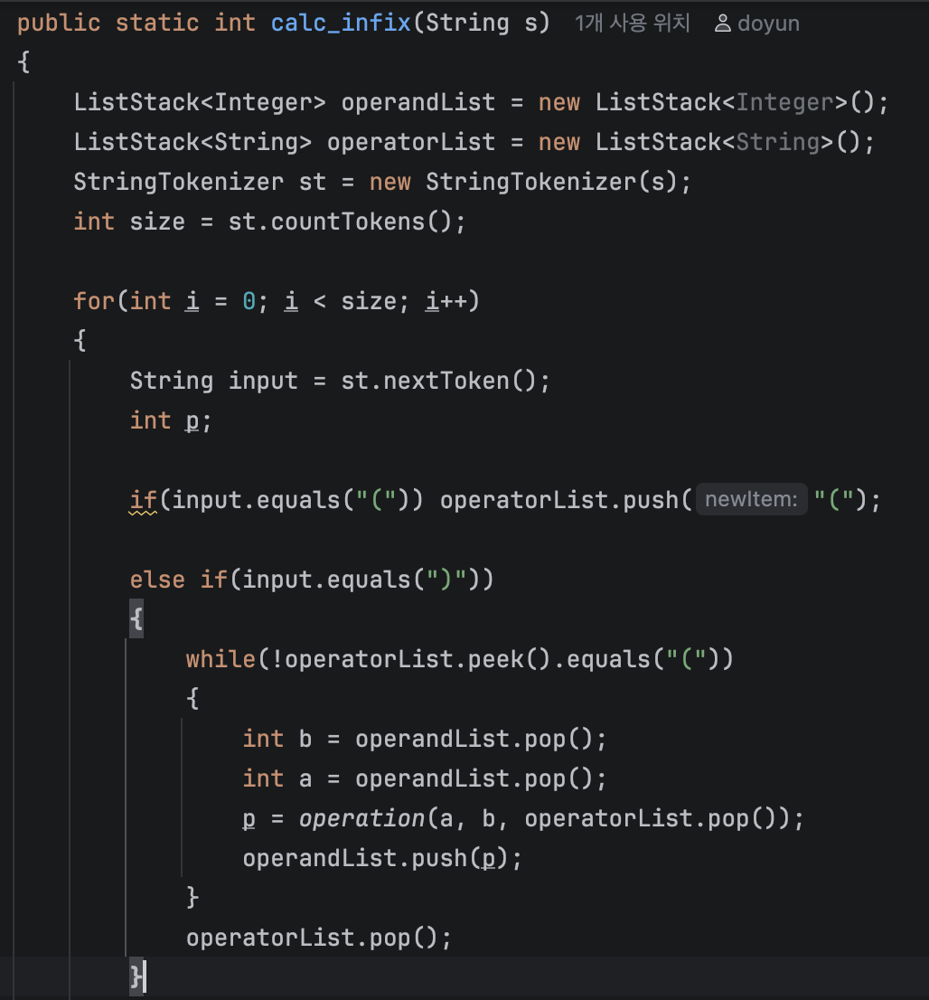 public static int calc_infix(String s) 1개 사용 위치 doyun
{
ListStack<Integer> operandList = new ListStack<Integer>();
ListStack<String> operatorList = new ListStack<String>();
StringTokenizer st = new StringTokenizer(s);
int size = st.countTokens();
for(int i = 0; i < size; i++)
{
String input = st.nextToken();
int p;
if(input.equals("(")) operatorList.push( newItem: "(");
else if(input.equals(")"))
{
while(!operatorList.peek().equals("("))
{
int b = operandList.pop();
int a = operandList.pop();
p = operation(a, b, operatorList.pop());
operandList.push(p);
}
operatorList.pop();
}